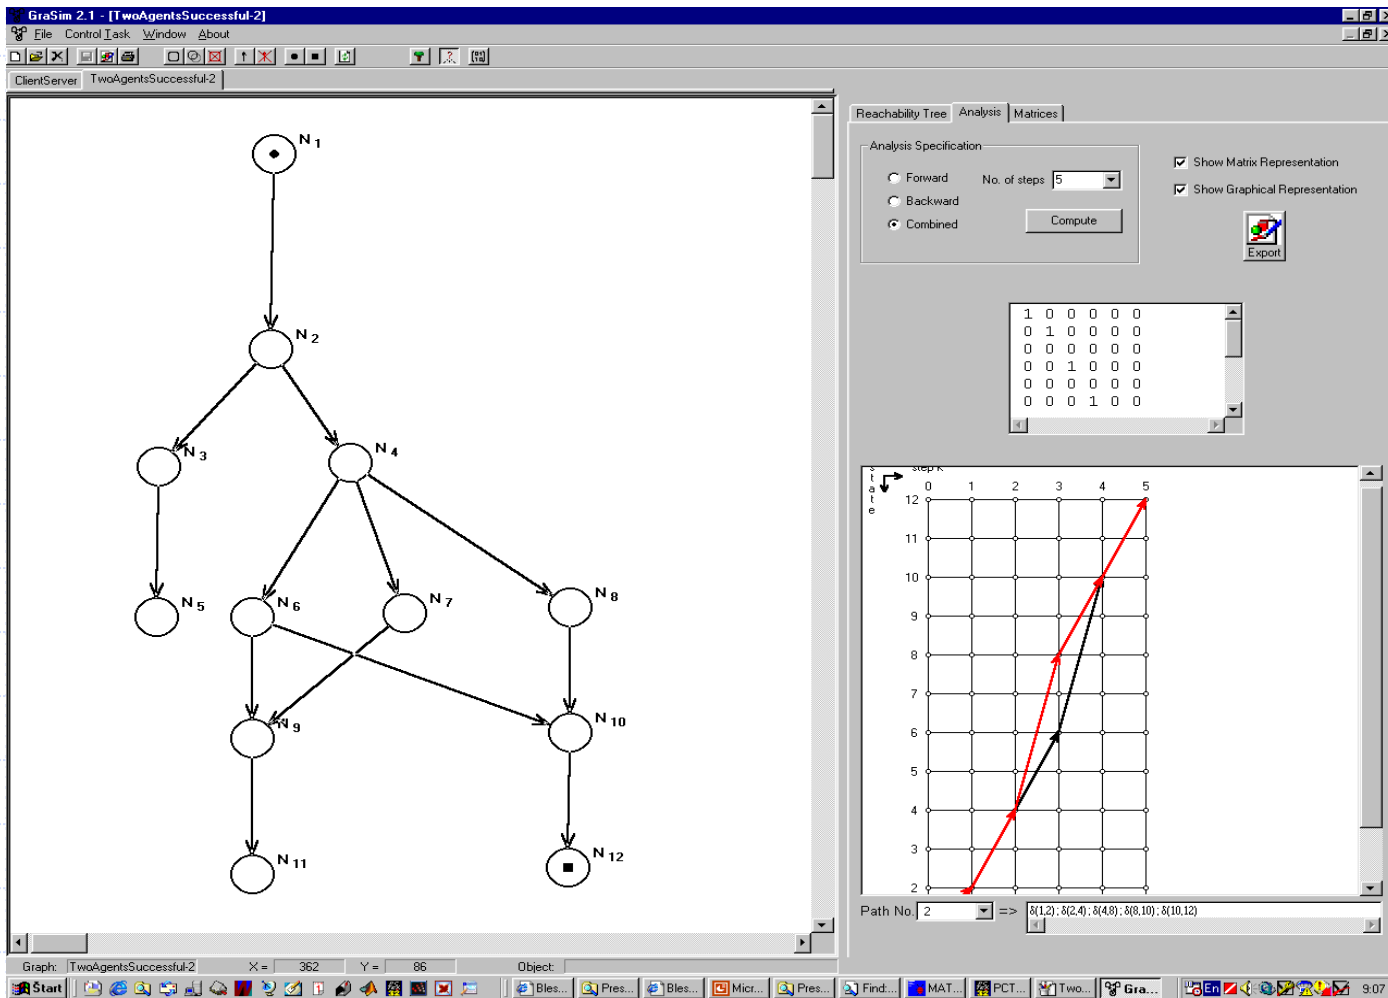 GraSim 2.1 - [TwoAgentsSuccessful-2]
File Control Task Window About
ClientServer TwoAgentsSuccessful-2
N 1
N 2
N 3
N 4
N 5
N 6
N 7
N 8
N 9
N 10
N 11
N 12
Reachability Tree Analysis Matrices
Analysis Specification
Forward
Backward
Combined
No. of steps 5
Compute
Show Matrix Representation
Show Graphical Representation
Export
1 0 0 0 0 0
0 1 0 0 0 0
0 0 0 0 0 0
0 0 1 0 0 0
0 0 0 0 0 0
0 0 0 1 0 0
state
step K
0 1 2 3 4 5
12
11
10
9
8
7
6
5
4
3
2
Path No. 2 => δ(1,2) ; δ(2,4) ; δ(4,8) ; δ(8,10) ; δ(10,12)
Graph: TwoAgentsSuccessful-2 X = 362 Y = 86 Object:
Start Bles... Pres... Bles... Micr... Pres... Find:... MAT... PCT... Two... Gra... En 9:07